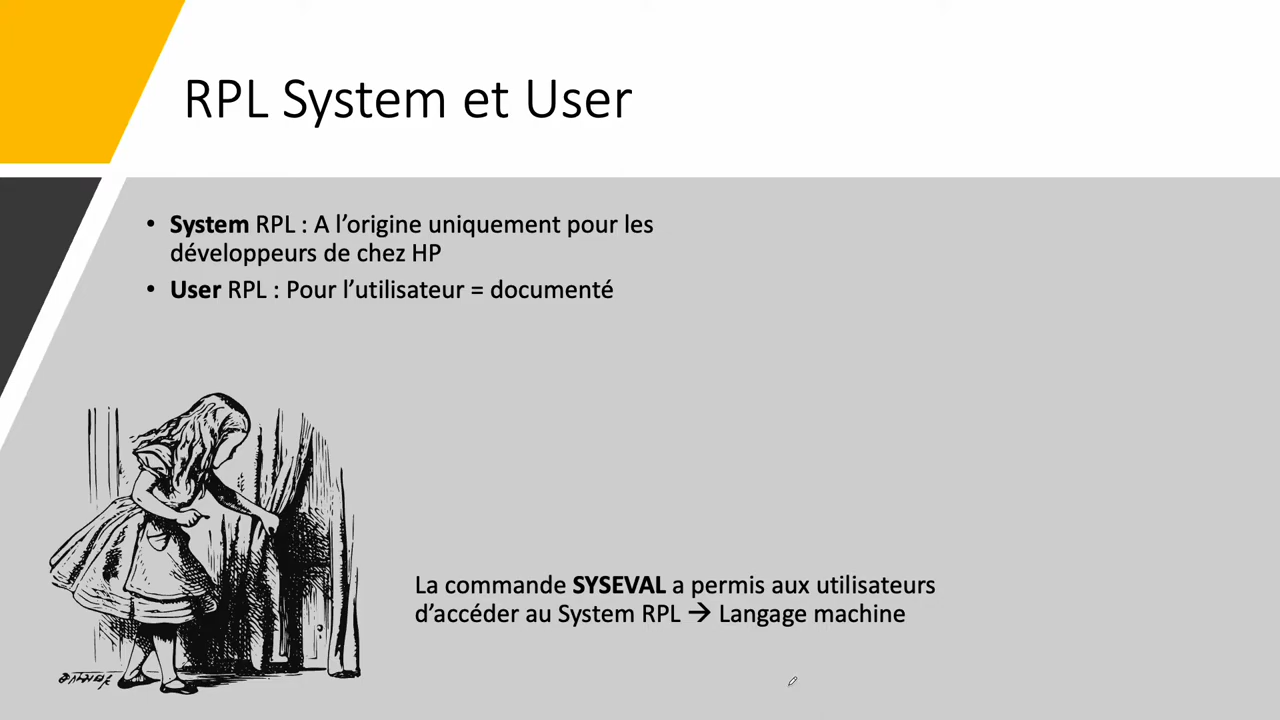 RPL System et User
• System RPL : A l’origine uniquement pour les
développeurs de chez HP
• User RPL : Pour l’utilisateur = documenté
La commande SYSEVAL a permis aux utilisateurs
d’accéder au System RPL → Langage machine